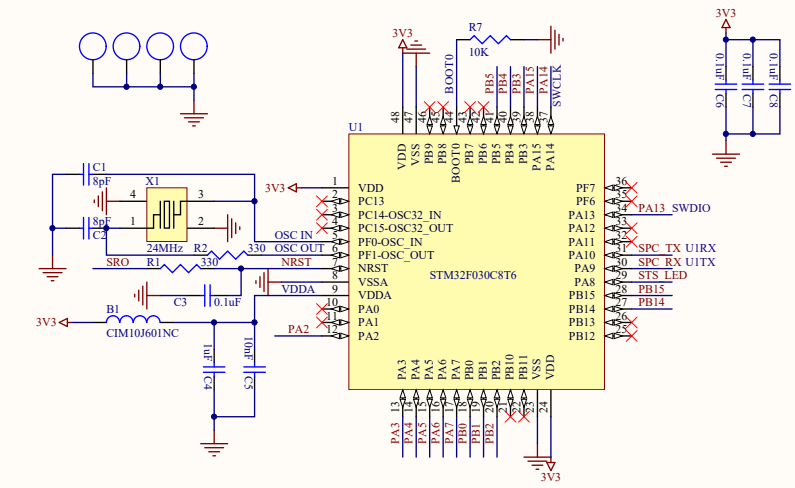 3V3
R7
10K
BOOT0
PB5
PB4
PB3
PA15
PA14
SWCLK
3V3
0.1uF
C6
0.1uF
C7
0.1uF
C8
U1
48
47
46
45
44
43
42
41
40
39
38
37
VDD
VSS
PB9
PB8
BOOT0
PB7
PB6
PB5
PB4
PB3
PA15
PA14
C1
8pF
8pF
C2
X1
4
3
1
2
24MHz
R2
330
OSC IN
OSC OUT
SRO
R1
330
NRST
C3
0.1uF
VDDA
3V3
3V3
B1
CIM10J601NC
PA2
1uF
C4
10nF
C5
1 VDD
2 PC13
3 PC14-OSC32_IN
4 PC15-OSC32_OUT
5 PF0-OSC_IN
6 PF1-OSC_OUT
7 NRST
8 VSSA
9 VDDA
10 PA0
11 PA1
12 PA2
STM32F030C8T6
PF7 36
PF6 35
PA13 34 PA13 SWDIO
PA12 33
PA11 32
PA10 31 SPC_TX U1RX
PA9 30 SPC_RX U1TX
PA8 29 STS_LED
PB15 28 PB15
PB14 27 PB14
PB13 26
PB12 25
PA3
PA4
PA5
PA6
PA7
PB0
PB1
PB2
PB10
PB11
VSS
VDD
13
14
15
16
17
18
19
20
21
22
23
24
PA3
PA4
PA5
PA6
PA7
PB0
PB1
PB2
3V3